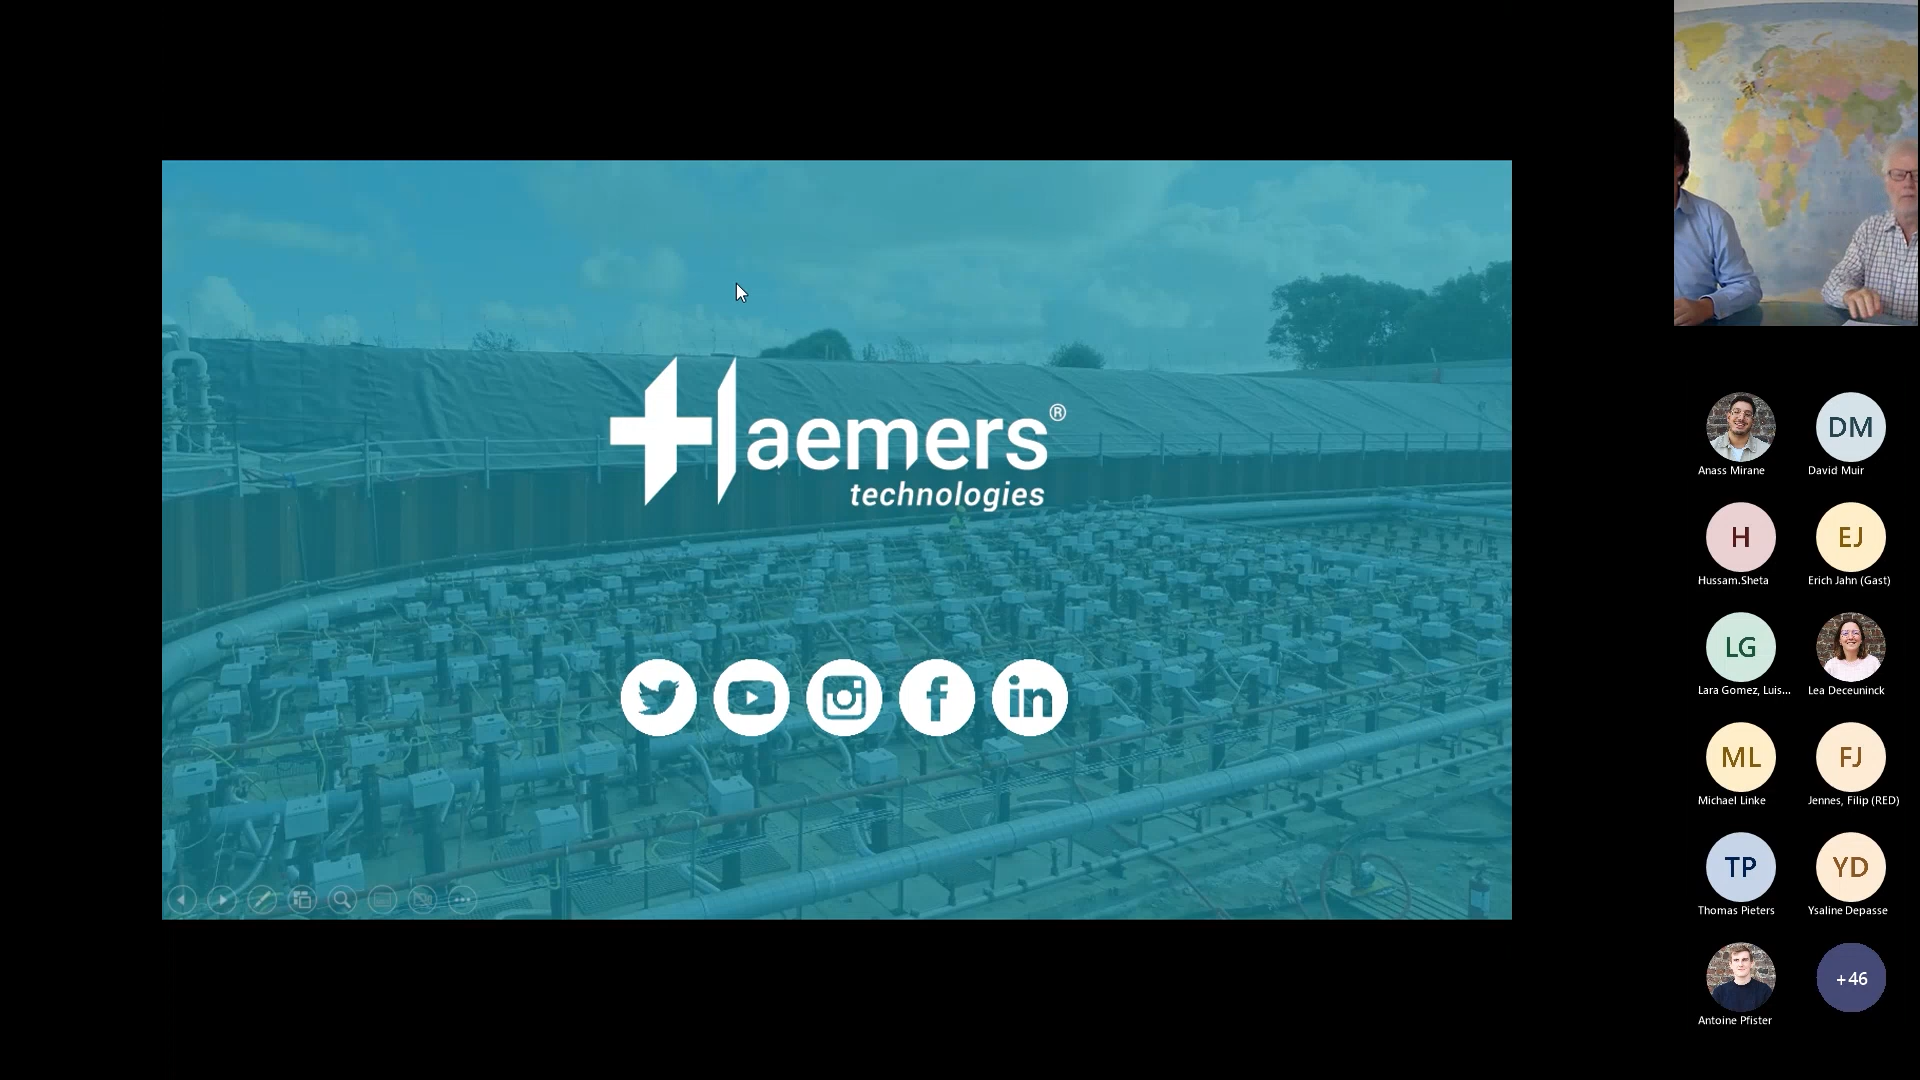 Haemers®
technologies
in
Anass Mirane
DM
David Muir
H
Hussam.Sheta
EJ
Erich Jahn (Gast)
LG
Lara Gomez, Luis...
Lea Deceuninck
ML
Michael Linke
FJ
Jennes, Filip (RED)
TP
Thomas Pieters
YD
Ysaline Depasse
Antoine Pfister
+46